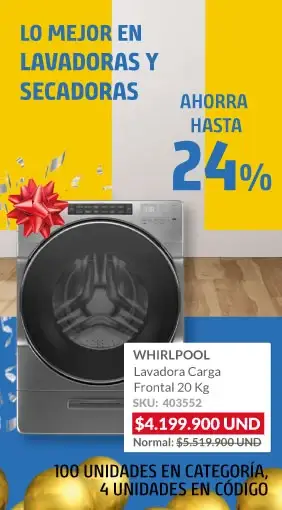 LO MEJOR EN
LAVADORAS Y
SECADORAS
AHORRA
HASTA
24%
WHIRLPOOL
Lavadora Carga
Frontal 20 Kg
SKU: 403552
$4.199.900 UND
Normal: $5.519.900 UND
100 UNIDADES EN CATEGORÍA,
4 UNIDADES EN CÓDIGO